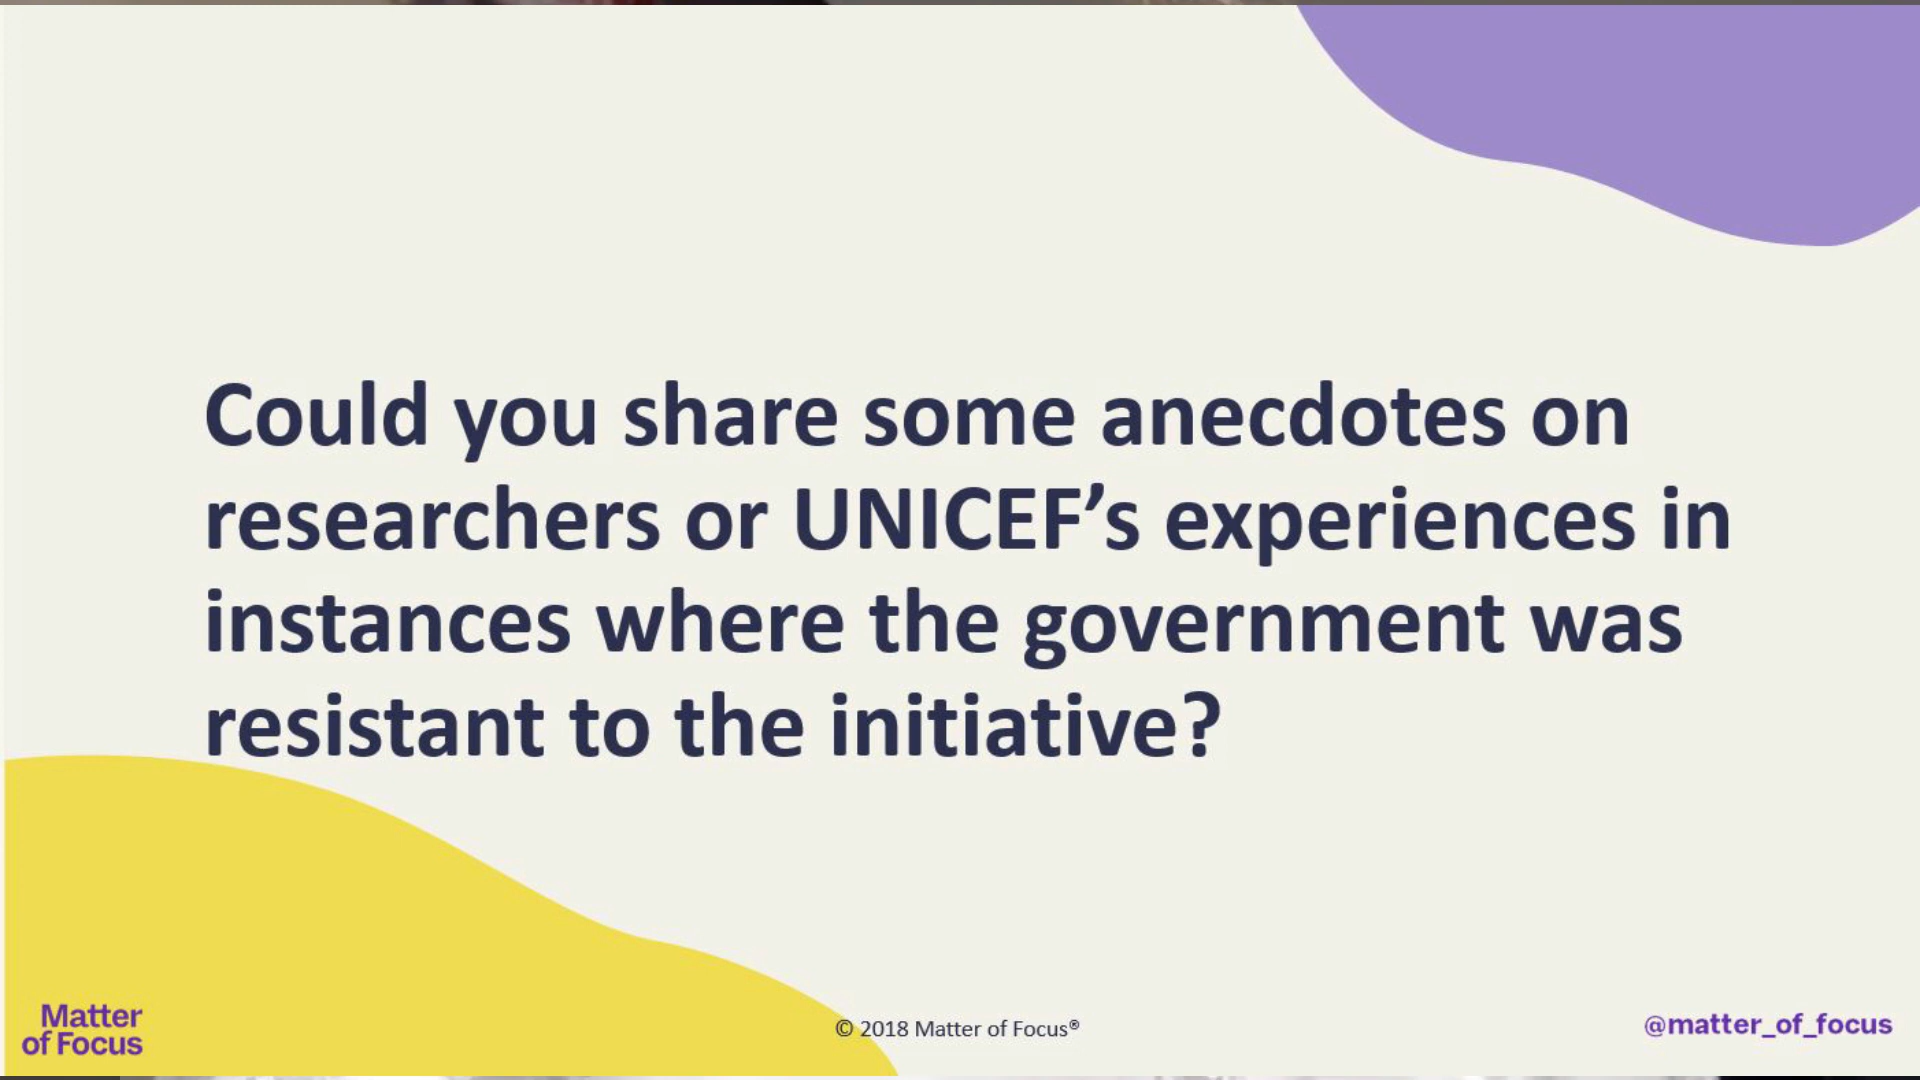 Could you share some anecdotes on
researchers or UNICEF’s experiences in
instances where the government was
resistant to the initiative?
Matter
of Focus
© 2018 Matter of Focus®
@matter_of_focus